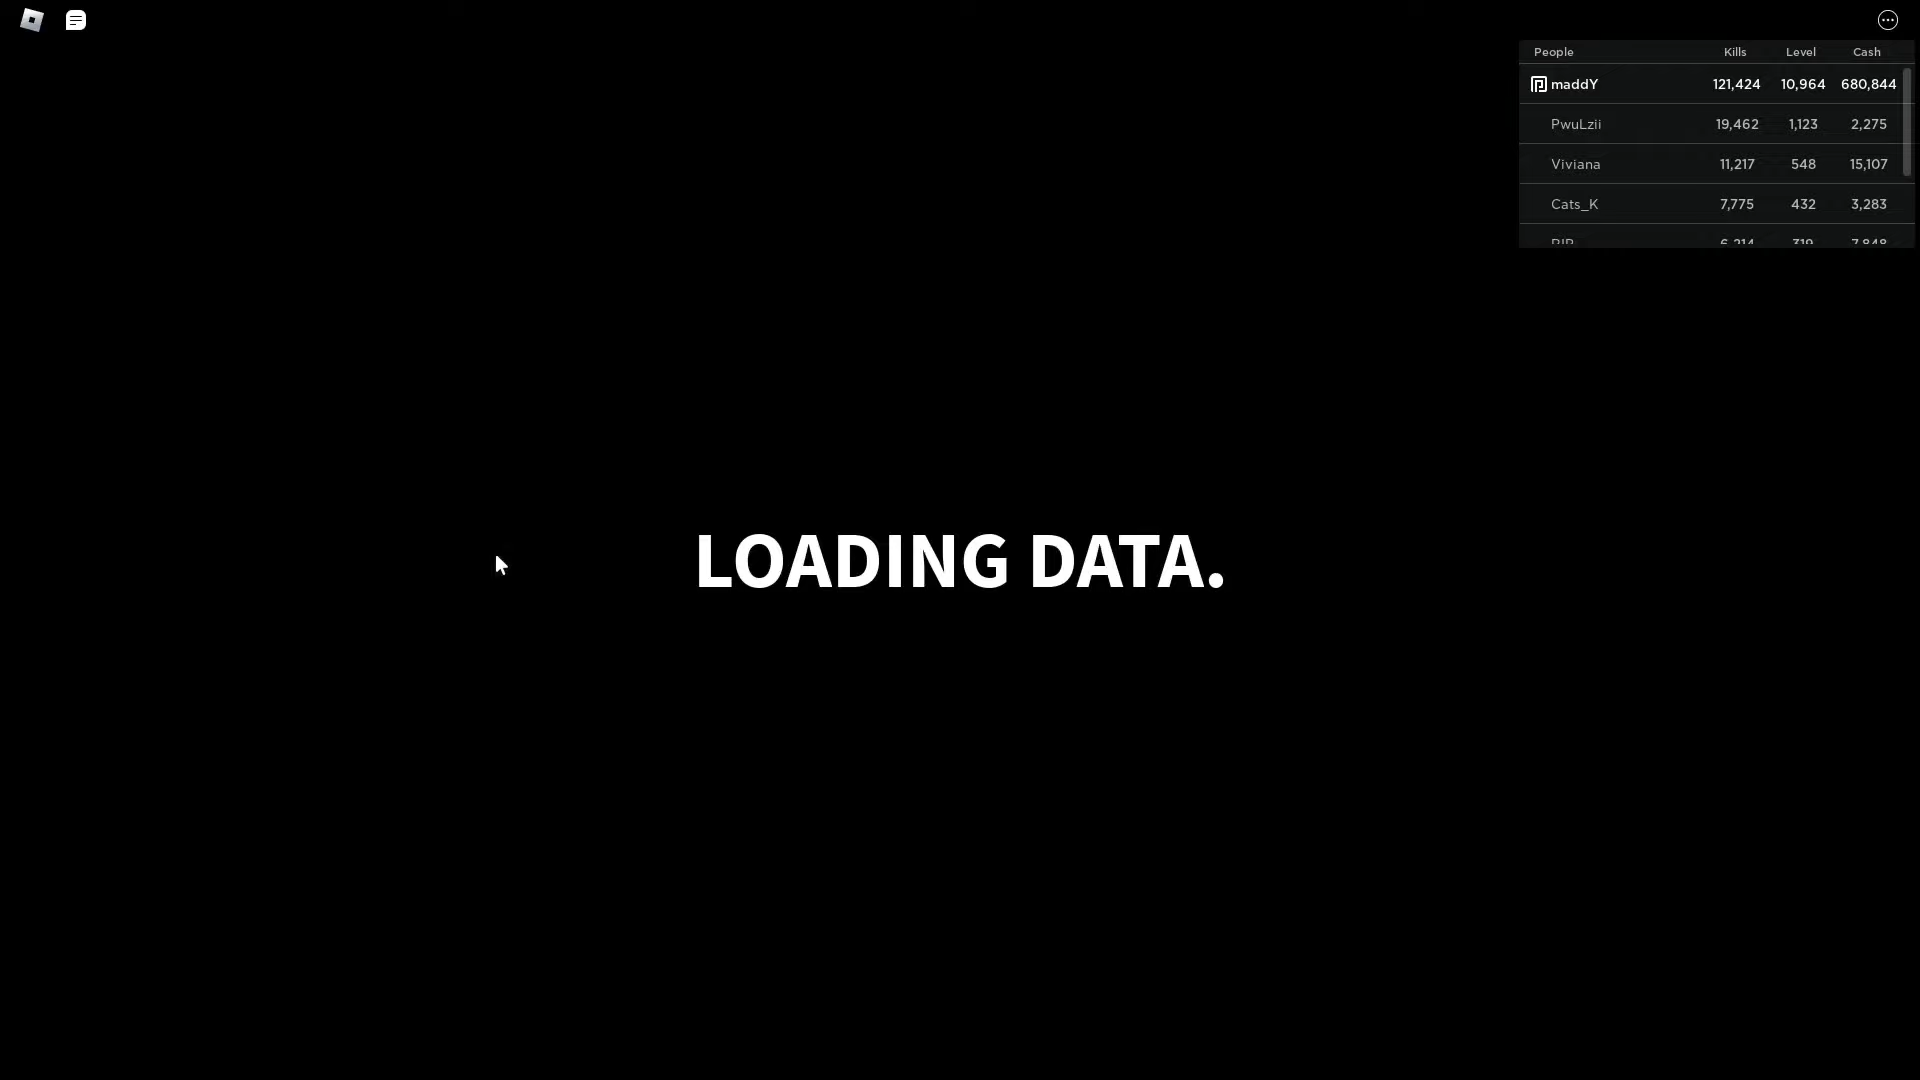 People Kills Level Cash
maddY 121,424 10,964 680,844
PwuLzii 19,462 1,123 2,275
Viviana 11,217 548 15,107
Cats_K 7,775 432 3,283
LOADING DATA.